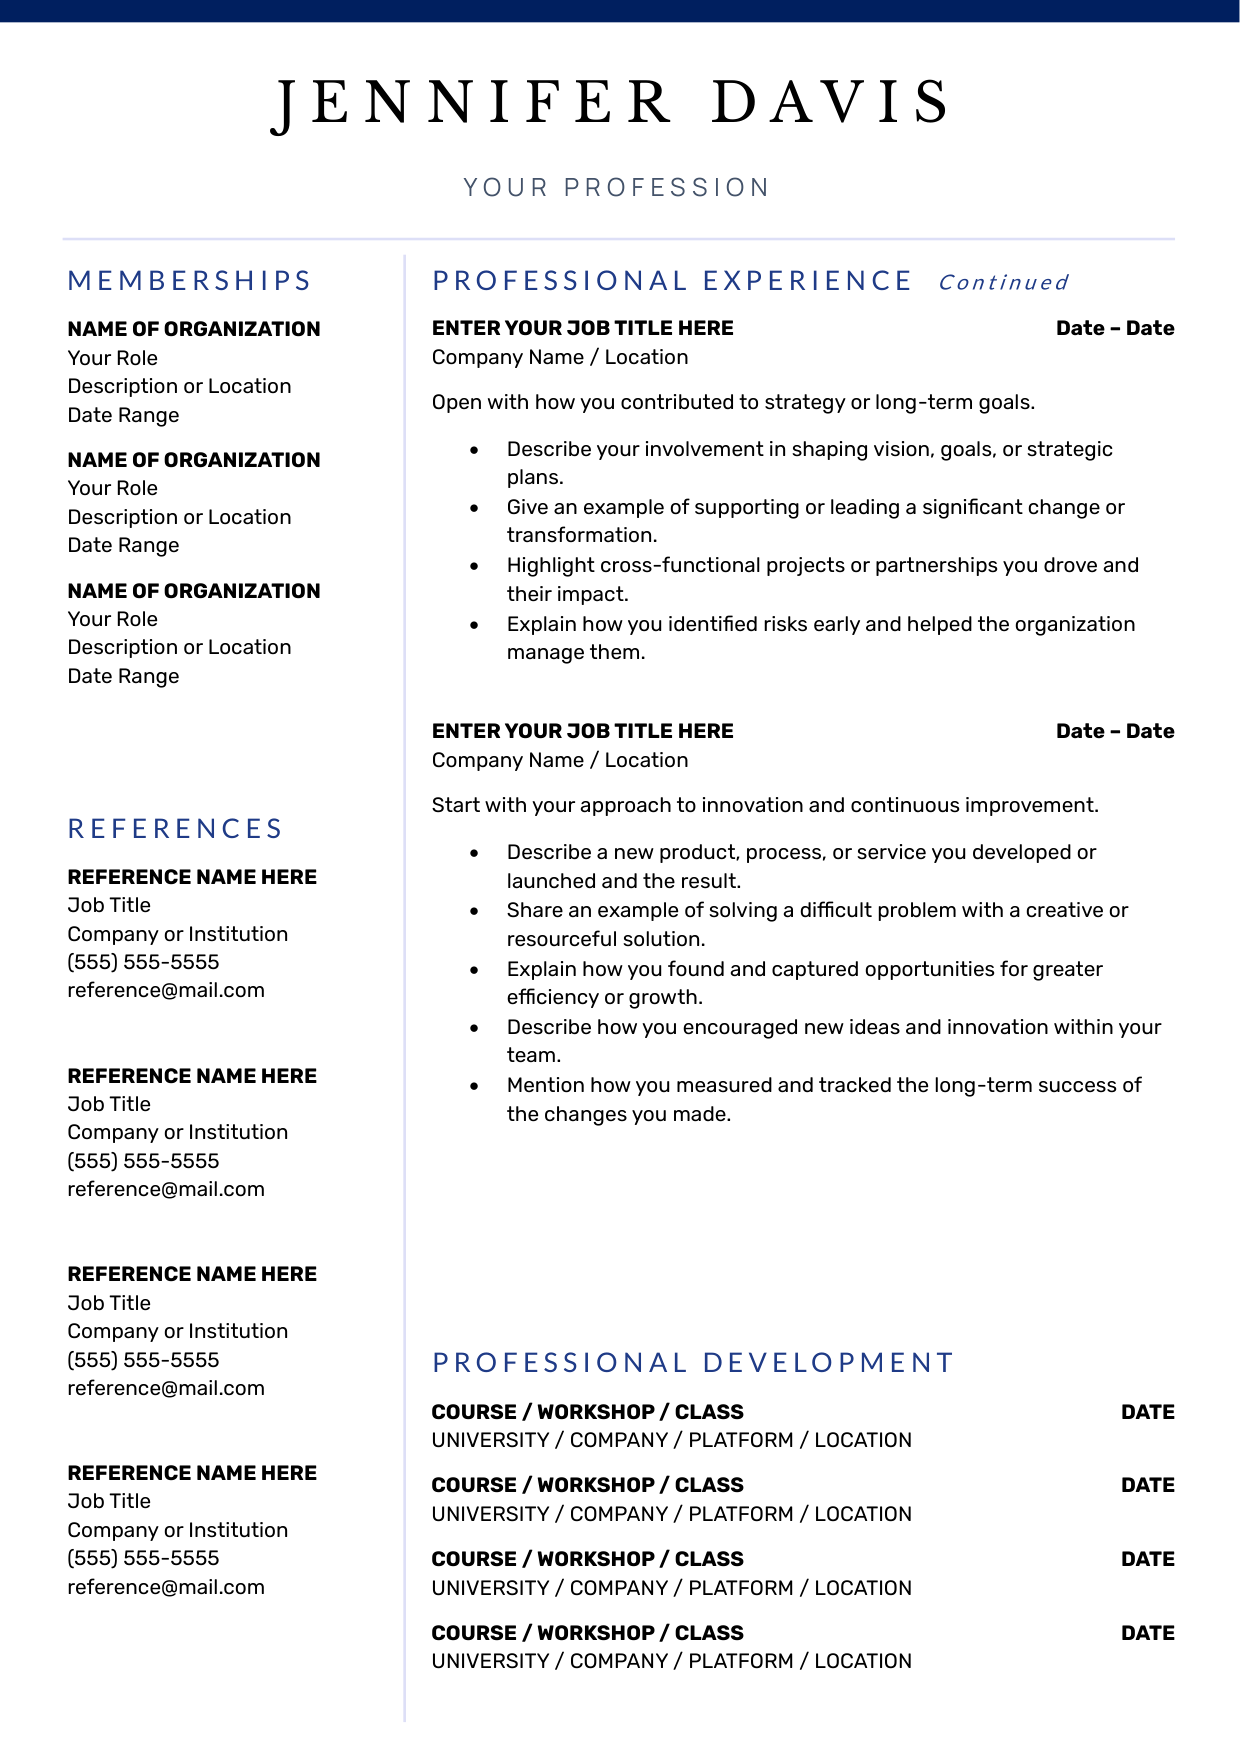 JENNIFER DAVIS
YOUR PROFESSION
MEMBERSHIPS
NAME OF ORGANIZATION
Your Role
Description or Location
Date Range
NAME OF ORGANIZATION
Your Role
Description or Location
Date Range
NAME OF ORGANIZATION
Your Role
Description or Location
Date Range
REFERENCES
REFERENCE NAME HERE
Job Title
Company or Institution
(555) 555-5555
reference@mail.com
REFERENCE NAME HERE
Job Title
Company or Institution
(555) 555-5555
reference@mail.com
REFERENCE NAME HERE
Job Title
Company or Institution
(555) 555-5555
reference@mail.com
REFERENCE NAME HERE
Job Title
Company or Institution
(555) 555-5555
reference@mail.com
PROFESSIONAL EXPERIENCE Continued
ENTER YOUR JOB TITLE HERE Date – Date
Company Name / Location
Open with how you contributed to strategy or long-term goals.
• Describe your involvement in shaping vision, goals, or strategic
plans.
• Give an example of supporting or leading a significant change or
transformation.
• Highlight cross-functional projects or partnerships you drove and
their impact.
• Explain how you identified risks early and helped the organization
manage them.
ENTER YOUR JOB TITLE HERE Date – Date
Company Name / Location
Start with your approach to innovation and continuous improvement.
• Describe a new product, process, or service you developed or
launched and the result.
• Share an example of solving a difficult problem with a creative or
resourceful solution.
• Explain how you found and captured opportunities for greater
efficiency or growth.
• Describe how you encouraged new ideas and innovation within your
team.
• Mention how you measured and tracked the long-term success of
the changes you made.
PROFESSIONAL DEVELOPMENT
COURSE / WORKSHOP / CLASS DATE
UNIVERSITY / COMPANY / PLATFORM / LOCATION
COURSE / WORKSHOP / CLASS DATE
UNIVERSITY / COMPANY / PLATFORM / LOCATION
COURSE / WORKSHOP / CLASS DATE
UNIVERSITY / COMPANY / PLATFORM / LOCATION
COURSE / WORKSHOP / CLASS DATE
UNIVERSITY / COMPANY / PLATFORM / LOCATION